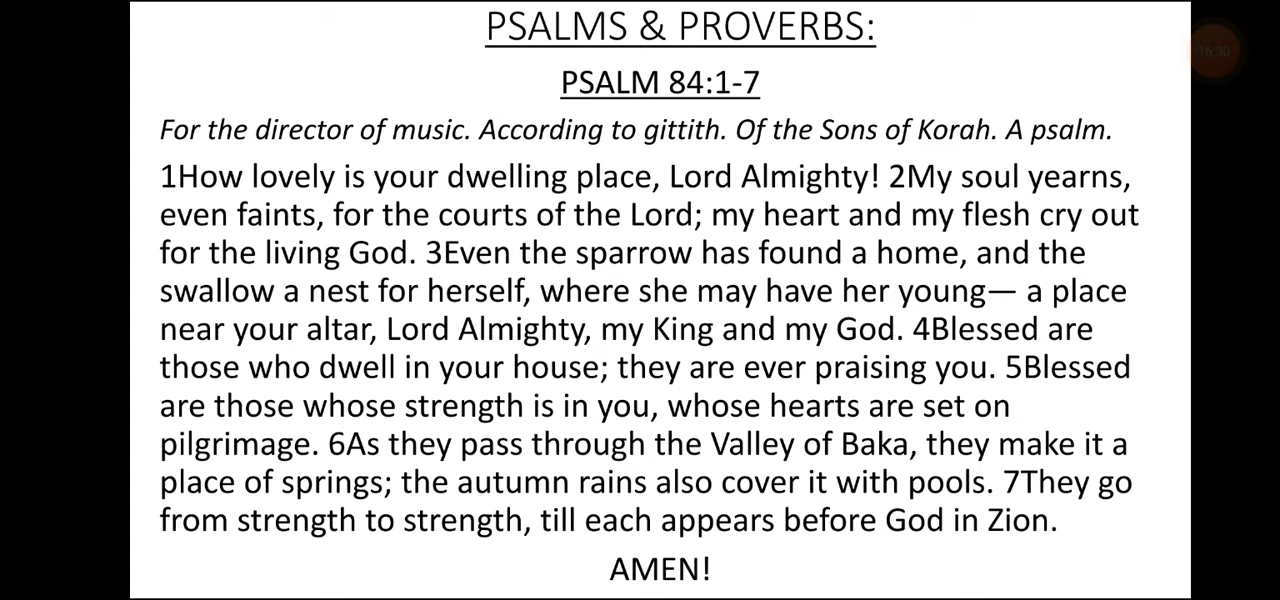 PSALMS & PROVERBS:
16:30
PSALM 84:1-7
For the director of music. According to gittith. Of the Sons of Korah. A psalm.
1How lovely is your dwelling place, Lord Almighty! 2My soul yearns,
even faints, for the courts of the Lord; my heart and my flesh cry out
for the living God. 3Even the sparrow has found a home, and the
swallow a nest for herself, where she may have her young— a place
near your altar, Lord Almighty, my King and my God. 4Blessed are
those who dwell in your house; they are ever praising you. 5Blessed
are those whose strength is in you, whose hearts are set on
pilgrimage. 6As they pass through the Valley of Baka, they make it a
place of springs; the autumn rains also cover it with pools. 7They go
from strength to strength, till each appears before God in Zion.
AMEN!